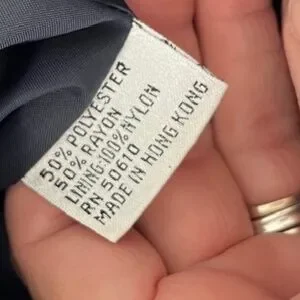 50% POLYESTER
50% RAYON
LINING:100% NYLON
RN 50610
MADE IN HONG KONG